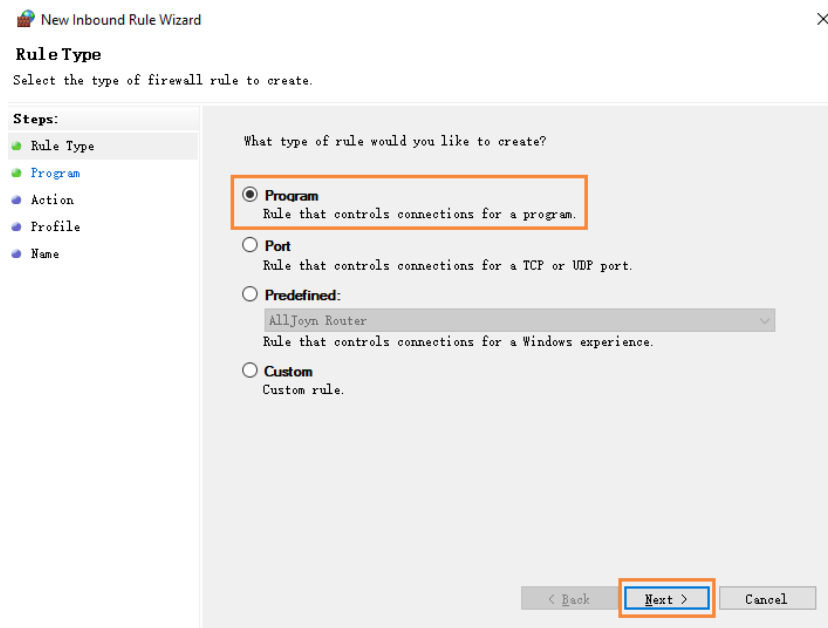 New Inbound Rule Wizard
Rule Type
Select the type of firewall rule to create.
Steps:
Rule Type
Program
Action
Profile
Name
What type of rule would you like to create?
Program
Rule that controls connections for a program.
Port
Rule that controls connections for a TCP or UDP port.
Predefined:
AllJoyn Router
Rule that controls connections for a Windows experience.
Custom
Custom rule.
< Back
Next >
Cancel